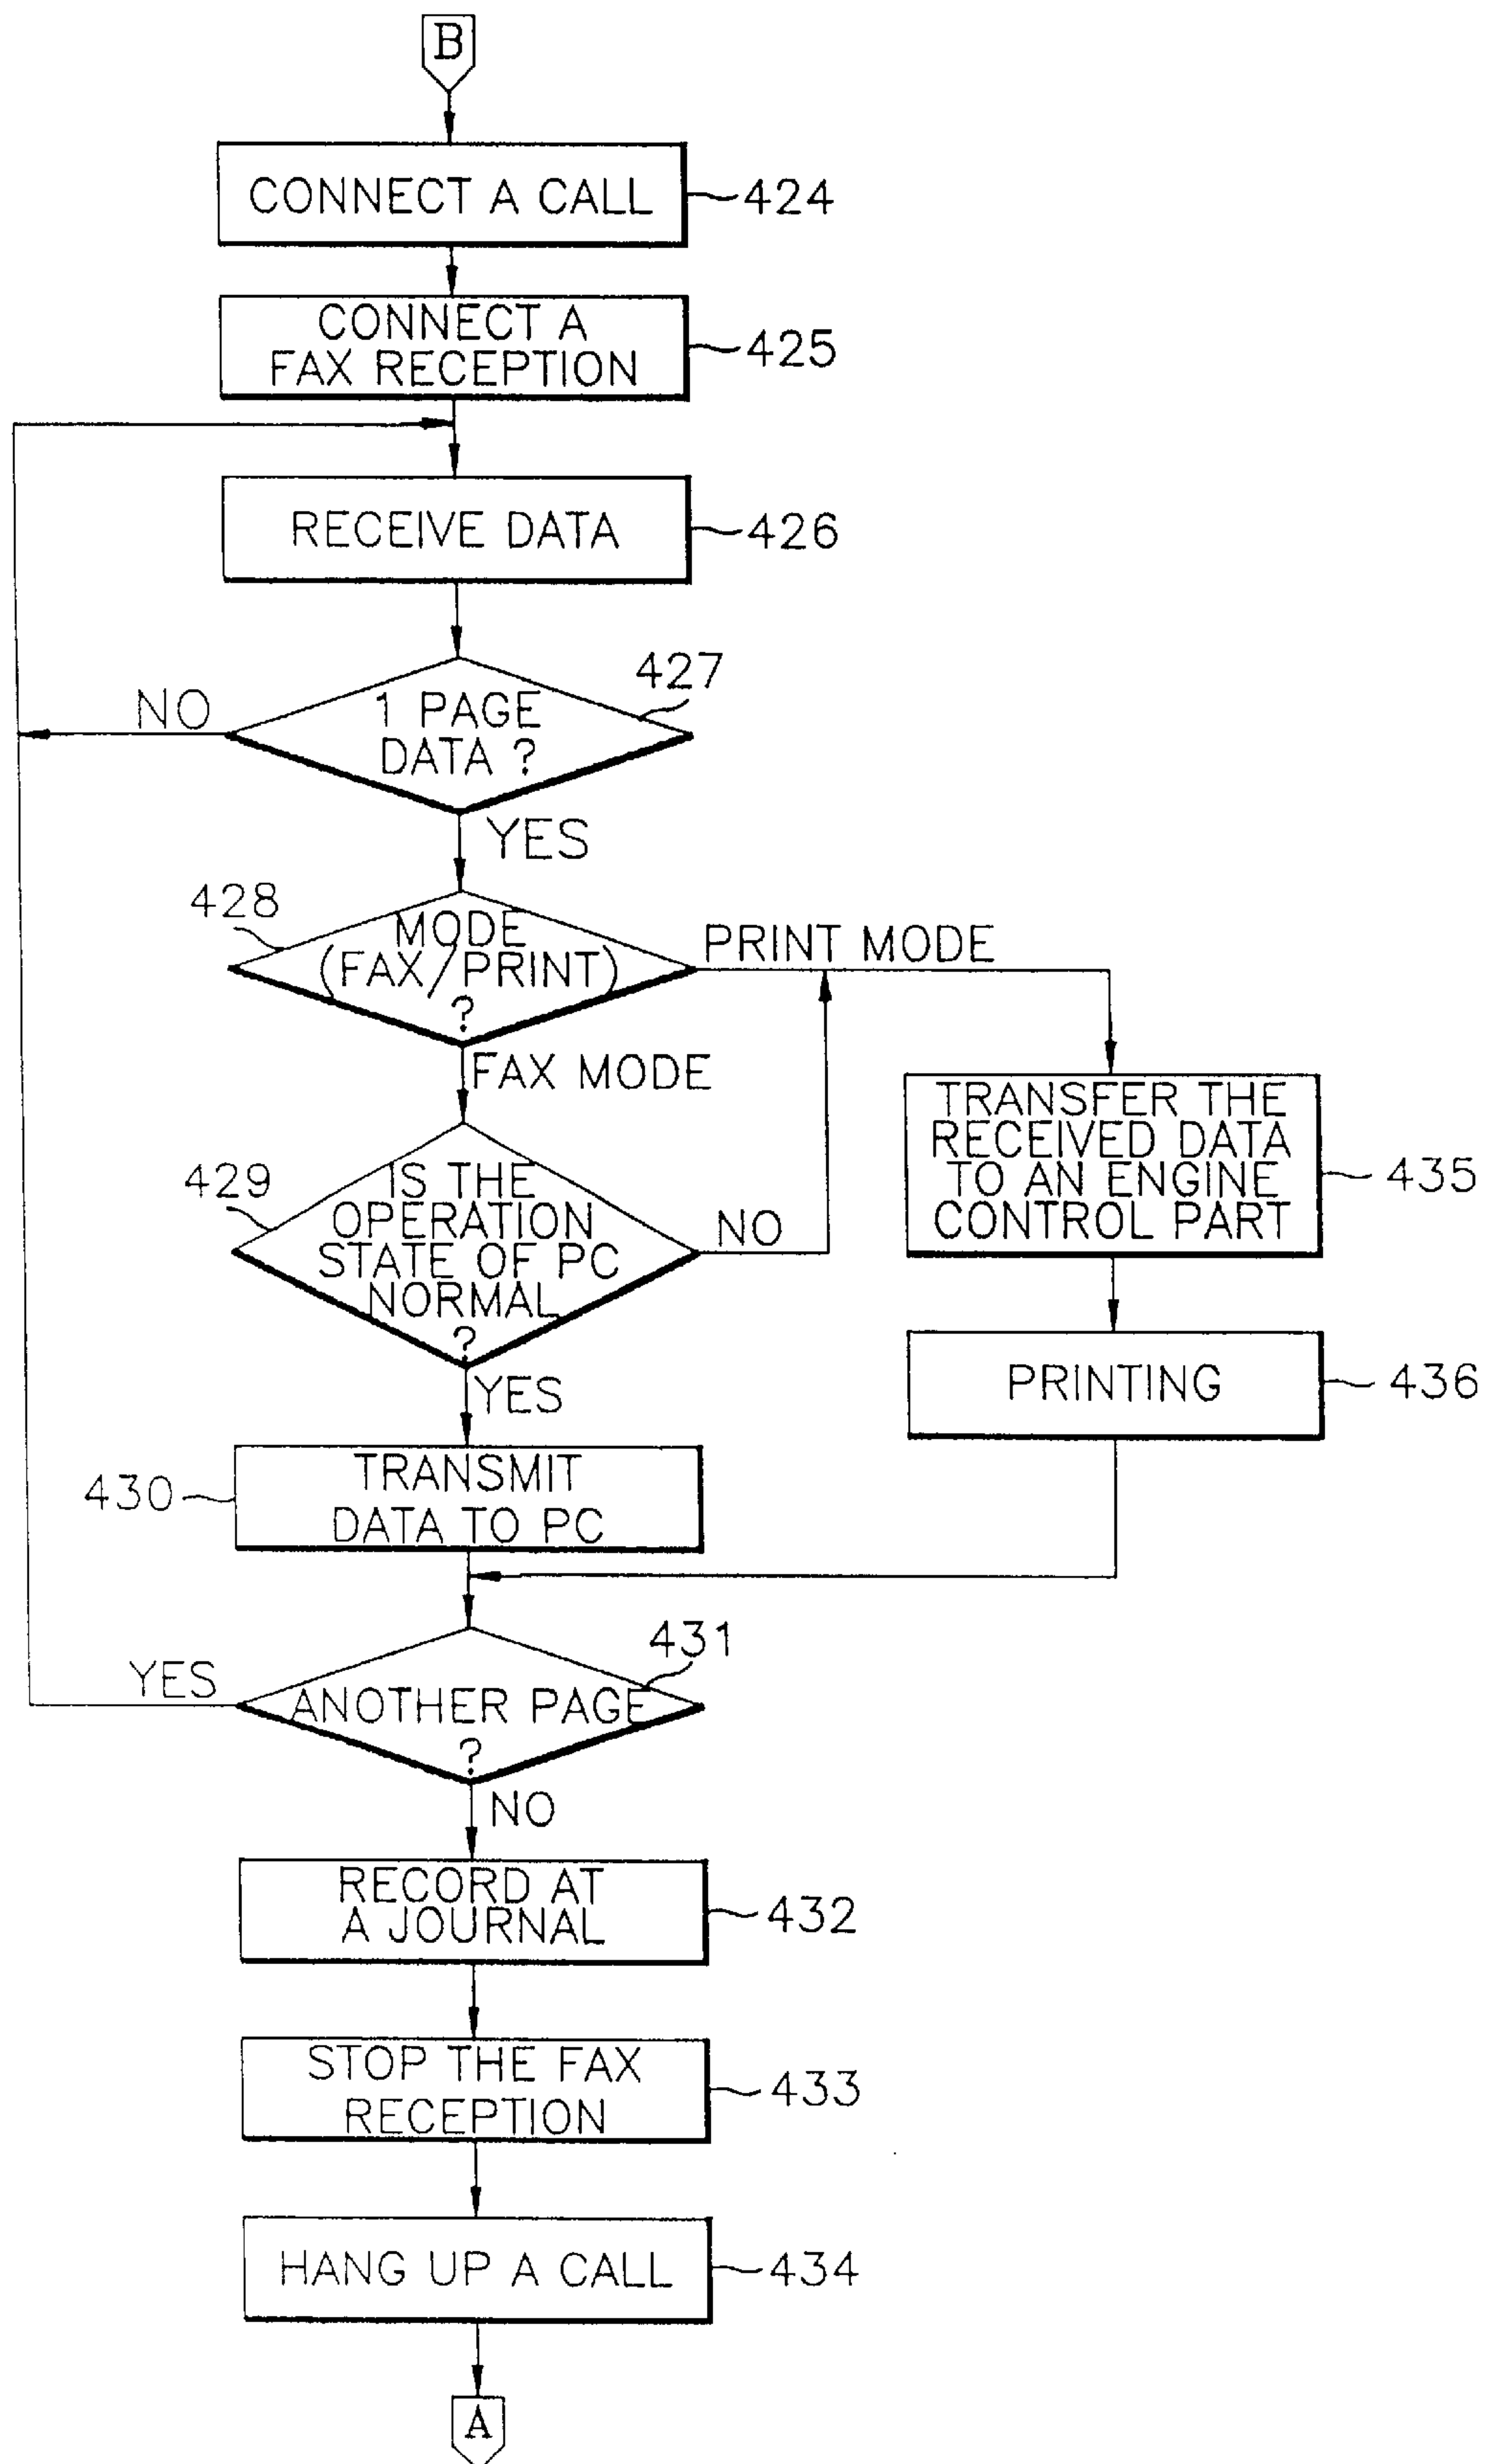 B
CONNECT A CALL
424
CONNECT A
FAX RECEPTION
425
RECEIVE DATA
426
427
1 PAGE
DATA ?
NO
YES
428
MODE
(FAX/PRINT)
?
PRINT MODE
FAX MODE
429
IS THE
OPERATION
STATE OF PC
NORMAL
?
NO
YES
TRANSFER THE
RECEIVED DATA
TO AN ENGINE
CONTROL PART
435
PRINTING
436
430
TRANSMIT
DATA TO PC
431
ANOTHER PAGE
?
YES
NO
RECORD AT
A JOURNAL
432
STOP THE FAX
RECEPTION
433
HANG UP A CALL
434
A